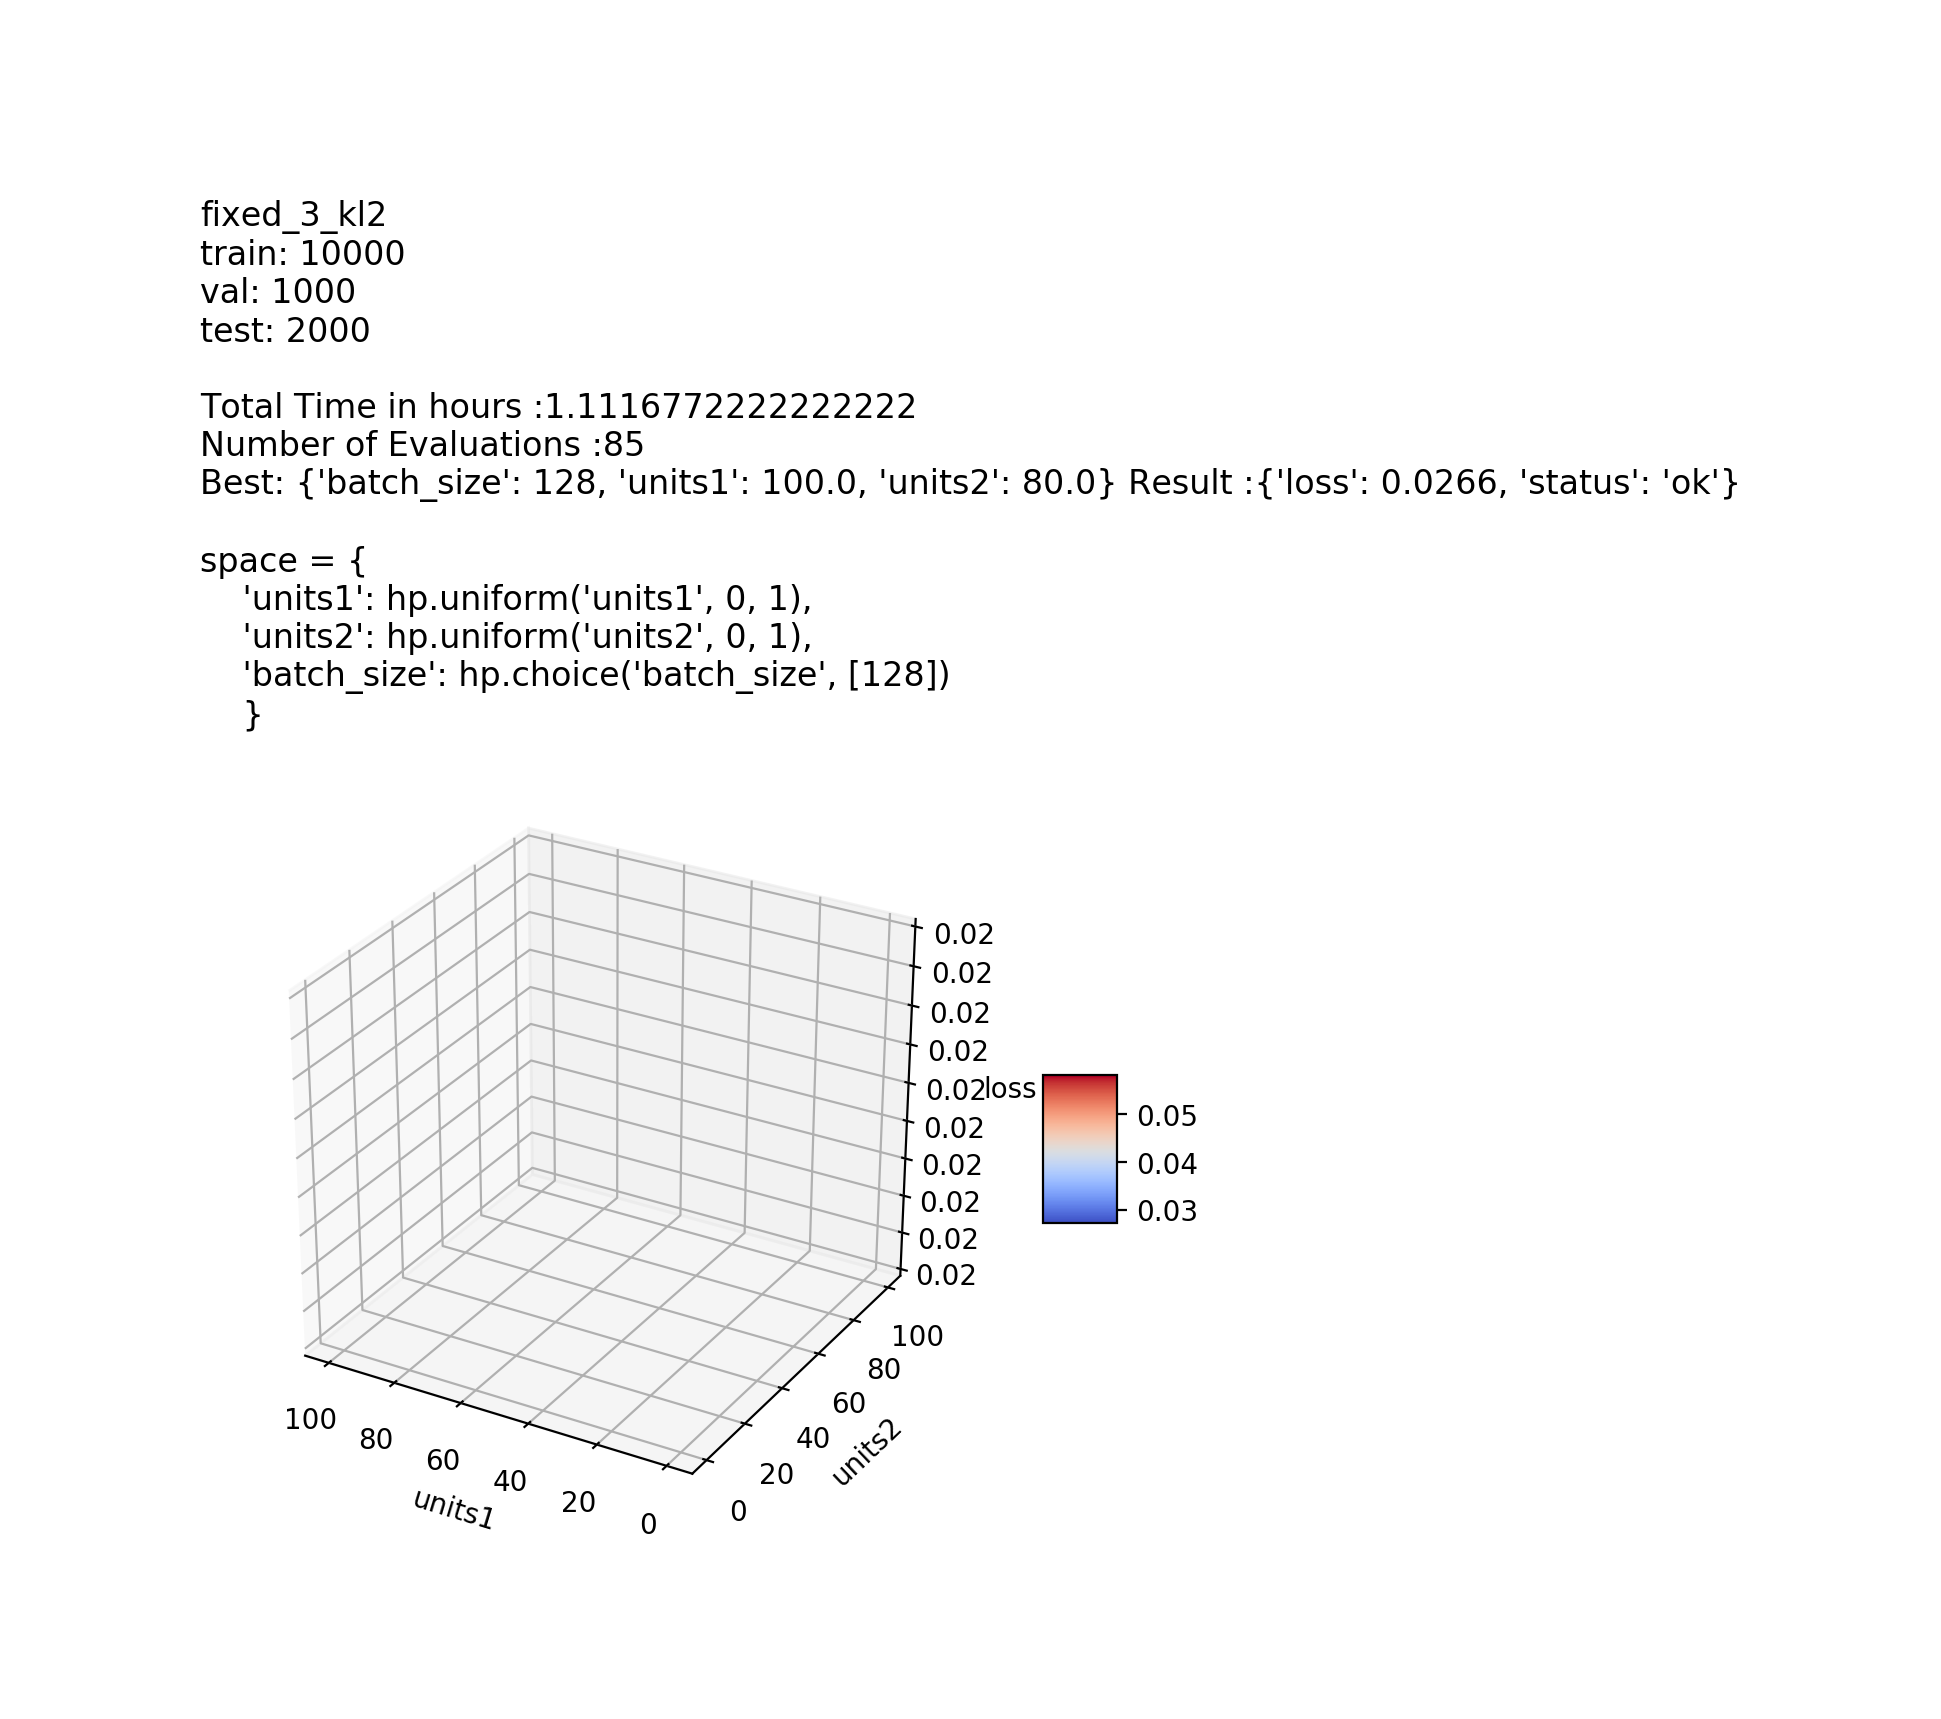 fixed_3_kl2
train: 10000
val: 1000
test: 2000
Total Time in hours :1.1116772222222222
Number of Evaluations :85
Best: {'batch_size': 128, 'units1': 100.0, 'units2': 80.0} Result :{'loss': 0.0266, 'status': 'ok'}
space = {
'units1': hp.uniform('units1', 0, 1),
'units2': hp.uniform('units2', 0, 1),
'batch_size': hp.choice('batch_size', [128])
}
0.02
0.02
0.02
0.02
0.02
0.02
0.02
0.02
0.02
0.02
loss
0.05
0.04
0.03
100
80
60
40
20
0
units2
100
80
60
40
20
0
units1